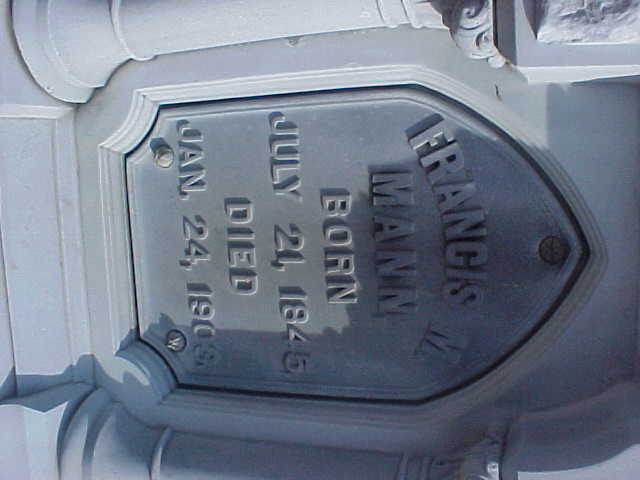 FRANCIS M.
MANN
BORN
JULY 21, 1845
DIED
JAN. 24, 1903